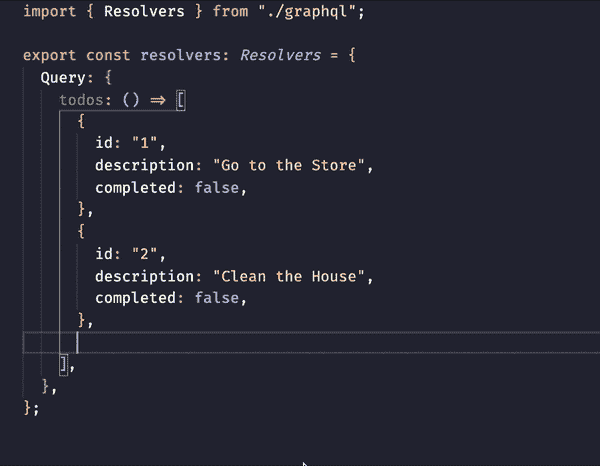 import { Resolvers } from "./graphql";
export const resolvers: Resolvers = {
Query: {
todos: () => [
{
id: "1",
description: "Go to the Store",
completed: false,
},
{
id: "2",
description: "Clean the House",
completed: false,
},
],
},
};